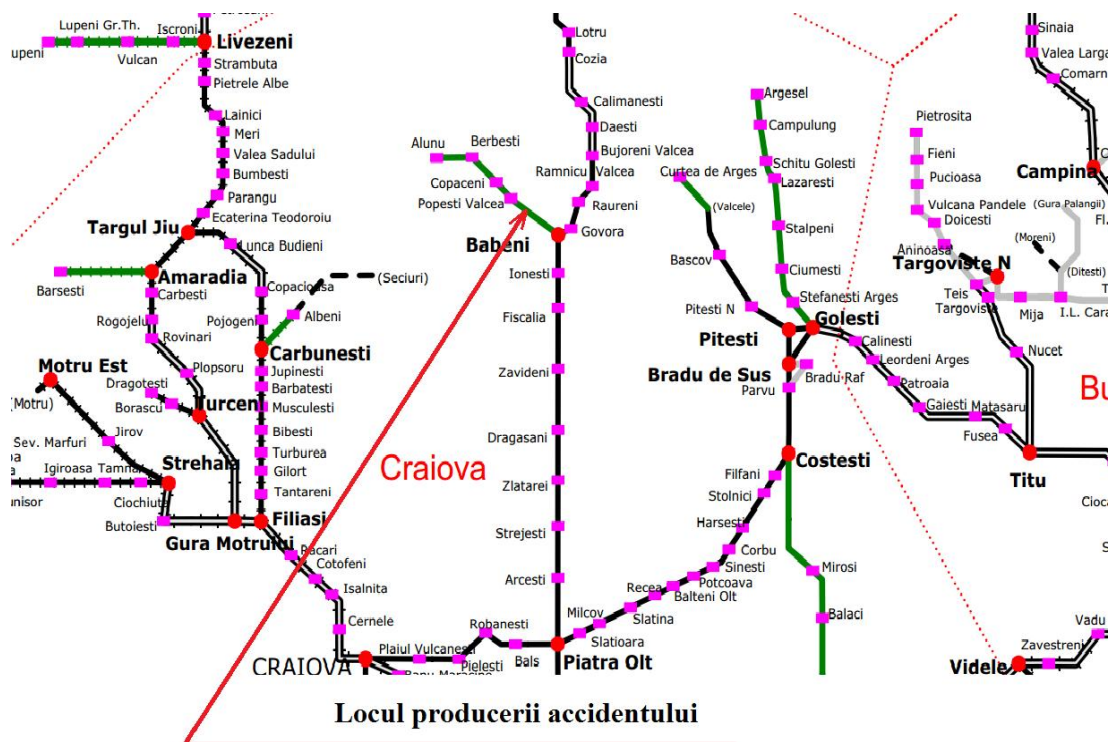 Lupeni Gr.Th.
Iscroni
Lotru
Sinaia
upeni
Vulcan
Livezeni
Valea Larga
Strambuta
Cozia
Comarn
Pietrele Albe
Argesel
Calimanesti
Lainici
Pietrosita
Meri
Daesti
Campulung
Alunu
Berbesti
Valea Sadului
Bujoreni Valcea
Fieni
Schitu Golesti
Bumbesti
Ramnicu Valcea
Curtea de Arges
Campina
Copaceni
Lazaresti
Pucioasa
Parangu
Popesti Valcea
Raureni
(Valcele)
Vulcana Pandele
(Gura Palangii)
Ecaterina Teodoroiu
Doicesti
Fl.
Targul Jiu
Govora
Stalpeni
(Moreni)
Lunca Budieni
Babeni
Aninoasa
Bascov
Targoviste N
Amaradia
Ionesti
Ciumesti
(Ditesti)
Barsesti
(Seciuri)
Carbesti
Teis
Stefanesti Arges
Targoviste
Mija
I.L. Cara
Rogojelu
Pojogeni
Albeni
Fiscalia
Pitesti N
Golesti
Rovinari
Pitesti
Calinesti
Carbunesti
Nucet
Motru Est
Plopsoru
Jupinesti
Zavideni
Bradu de Sus
Bradu Raf
Leordeni Arges
Dragotesti
Barbatesti
Parvu
Patroaia
Bu
(Motru)
Borascu
Turceni
Musculesti
Gaiesti
Matasaru
Jirov
Bibesti
Dragasani
Fusea
Sev. Marfuri
Turburea
Costesti
Strehaia
Craiova
Filfani
Igiroasa
Tamna
Gilort
Zlatarei
Titu
nisor
Ciochiuta
Tantareni
Stolnici
Butoiesti
Filiasi
Harsesti
Gura Motrului
Racari
Strejesti
Corbu
Cotofeni
Sinesti
Arcesti
Potcoava
Mirosi
Isalnita
Recea
Balteni Olt
Milcov
Slatina
Balaci
Cernele
Robanesti
Slatioara
Vadu
Plaiul Vulcanesti
Zavestreni
CRAIOVA
Pielesti
Bals
Piatra Olt
Videle
Locul producerii accidentului